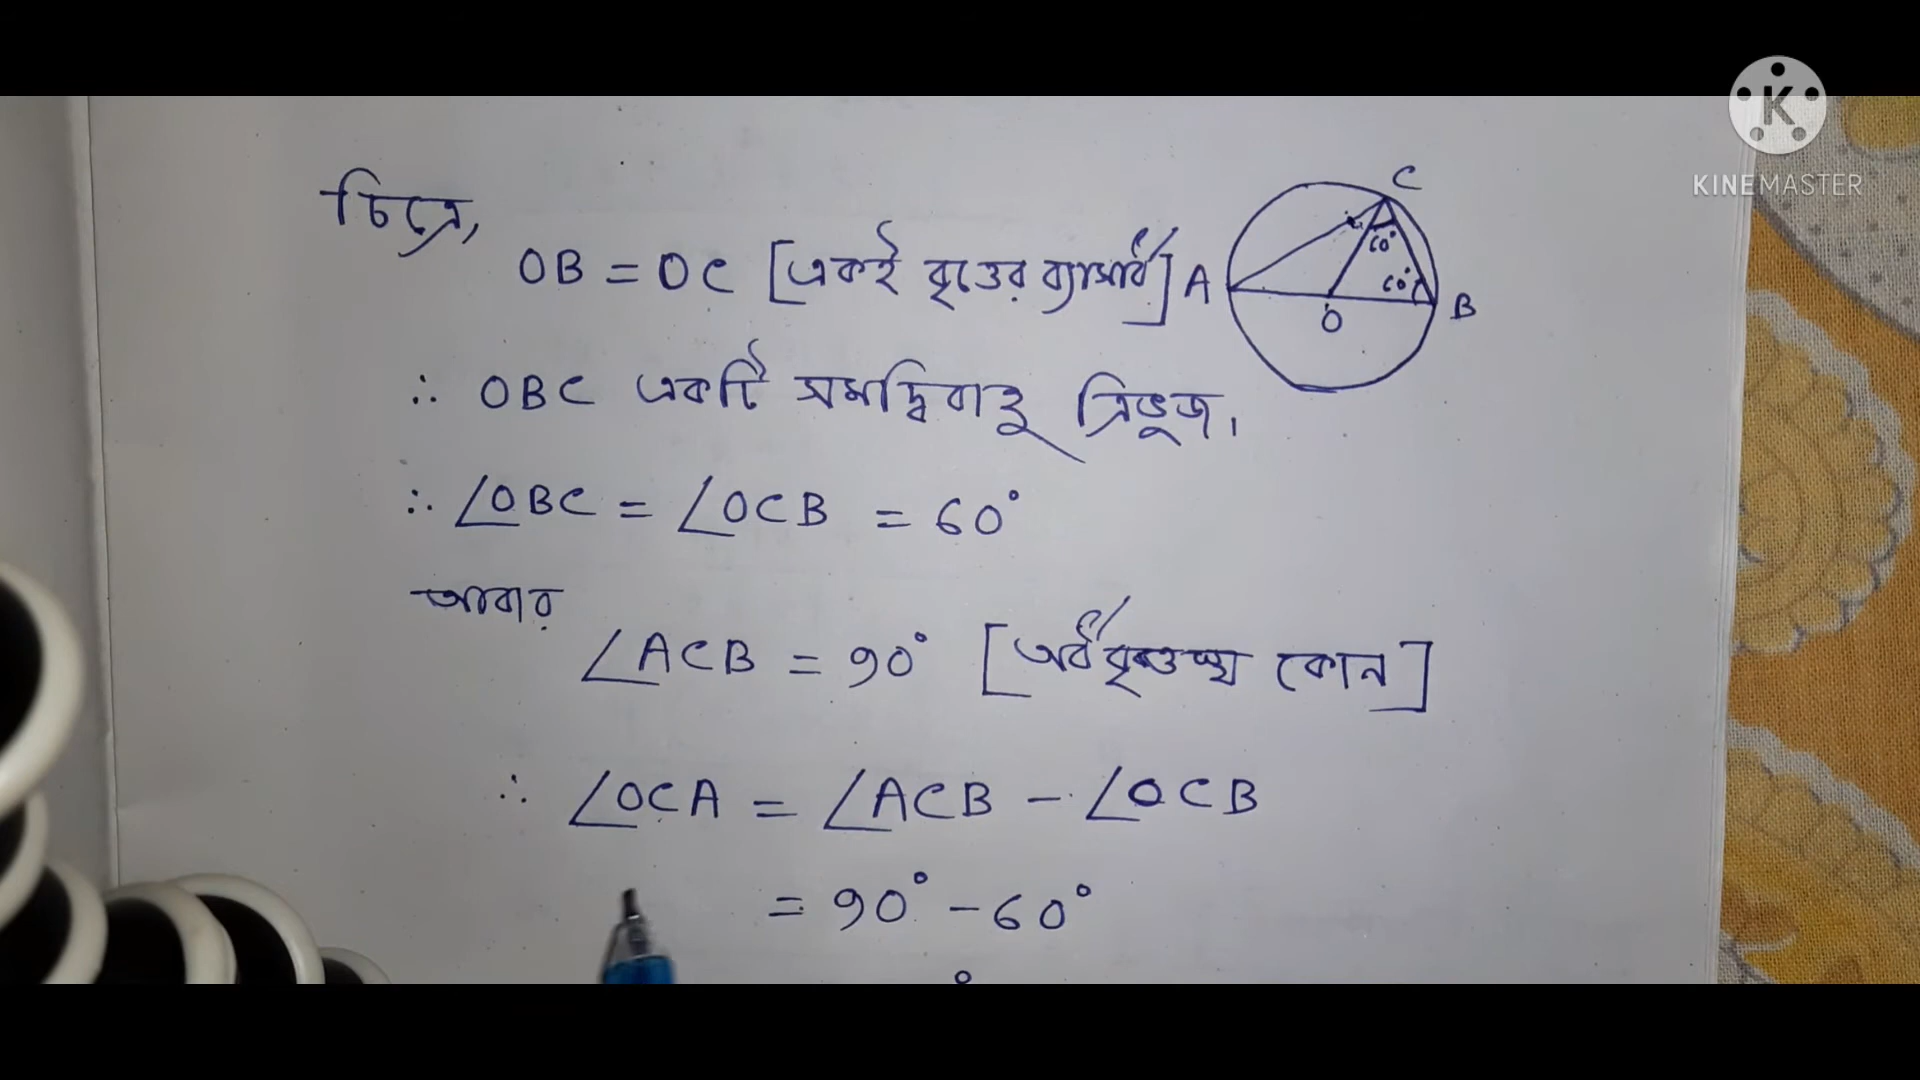 KINEMASTER
চিত্রে,
OB = OC [একই বৃত্তের ব্যাসার্ধ]
∴ OBC একটি সমদ্বিবাহু ত্রিভুজ।
∴ ∠OBC = ∠OCB = 60°
আবার
∠ACB = 90° [অর্ধবৃত্তস্থ কোন]
∴ ∠OCA = ∠ACB - ∠OCB
= 90° - 60°
C
60°
60°
A
O
B